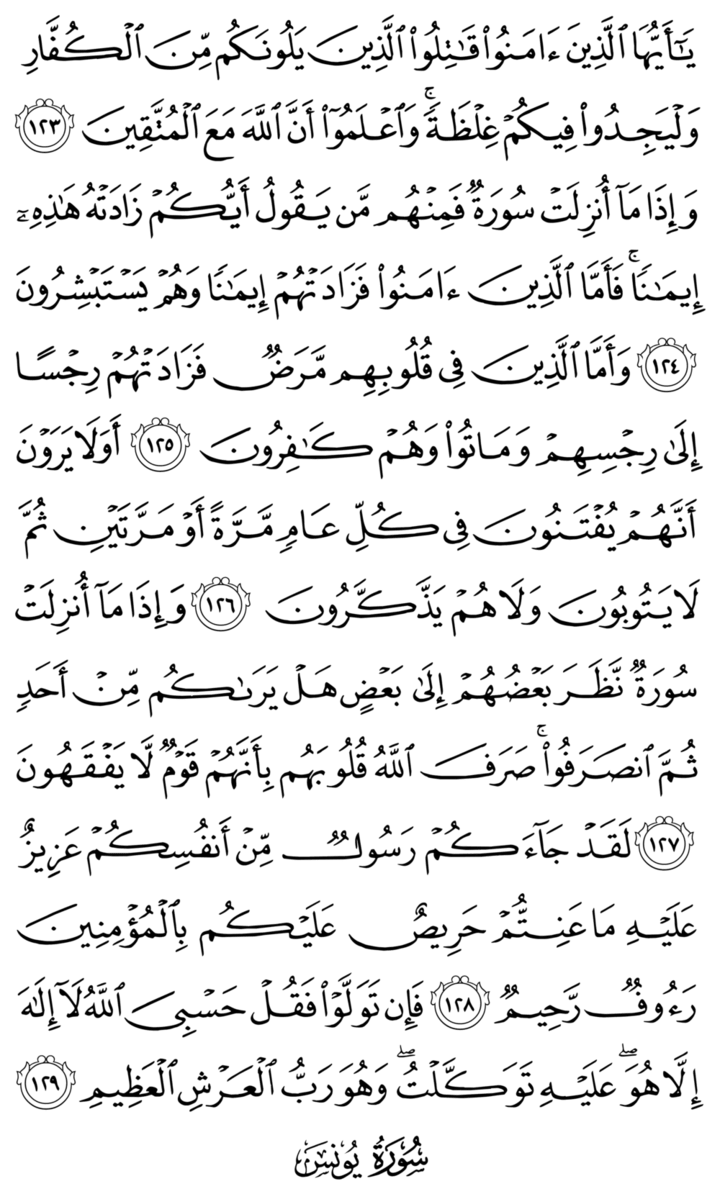 يَٰٓأَيُّهَا ٱلَّذِينَ ءَامَنُوا۟ قَٰتِلُوا۟ ٱلَّذِينَ يَلُونَكُم مِّنَ ٱلْكُفَّارِ
وَلْيَجِدُوا۟ فِيكُمْ غِلْظَةً ۚ وَٱعْلَمُوٓا۟ أَنَّ ٱللَّهَ مَعَ ٱلْمُتَّقِينَ ١٢٣
وَإِذَا مَآ أُنزِلَتْ سُورَةٌ فَمِنْهُم مَّن يَقُولُ أَيُّكُمْ زَادَتْهُ هَٰذِهِۦٓ
إِيمَٰنًا ۚ فَأَمَّا ٱلَّذِينَ ءَامَنُوا۟ فَزَادَتْهُمْ إِيمَٰنًا وَهُمْ يَسْتَبْشِرُونَ
١٢٤ وَأَمَّا ٱلَّذِينَ فِى قُلُوبِهِم مَّرَضٌ فَزَادَتْهُمْ رِجْسًا
إِلَىٰ رِجْسِهِمْ وَمَاتُوا۟ وَهُمْ كَٰفِرُونَ ١٢٥ أَوَلَا يَرَوْنَ
أَنَّهُمْ يُفْتَنُونَ فِى كُلِّ عَامٍ مَّرَّةً أَوْ مَرَّتَيْنِ ثُمَّ
لَا يَتُوبُونَ وَلَا هُمْ يَذَّكَّرُونَ ١٢٦ وَإِذَا مَآ أُنزِلَتْ
سُورَةٌ نَّظَرَ بَعْضُهُمْ إِلَىٰ بَعْضٍ هَلْ يَرَىٰكُم مِّنْ أَحَدٍ
ثُمَّ ٱنصَرَفُوا۟ ۚ صَرَفَ ٱللَّهُ قُلُوبَهُم بِأَنَّهُمْ قَوْمٌ لَّا يَفْقَهُونَ
١٢٧ لَقَدْ جَآءَكُمْ رَسُولٌ مِّنْ أَنفُسِكُمْ عَزِيزٌ
عَلَيْهِ مَا عَنِتُّمْ حَرِيصٌ عَلَيْكُم بِٱلْمُؤْمِنِينَ
رَءُوفٌ رَّحِيمٌ ١٢٨ فَإِن تَوَلَّوْا۟ فَقُلْ حَسْبِىَ ٱللَّهُ لَآ إِلَٰهَ
إِلَّا هُوَ ۖ عَلَيْهِ تَوَكَّلْتُ ۖ وَهُوَ رَبُّ ٱلْعَرْشِ ٱلْعَظِيمِ ١٢٩
سُورَةُ يُونُسَ